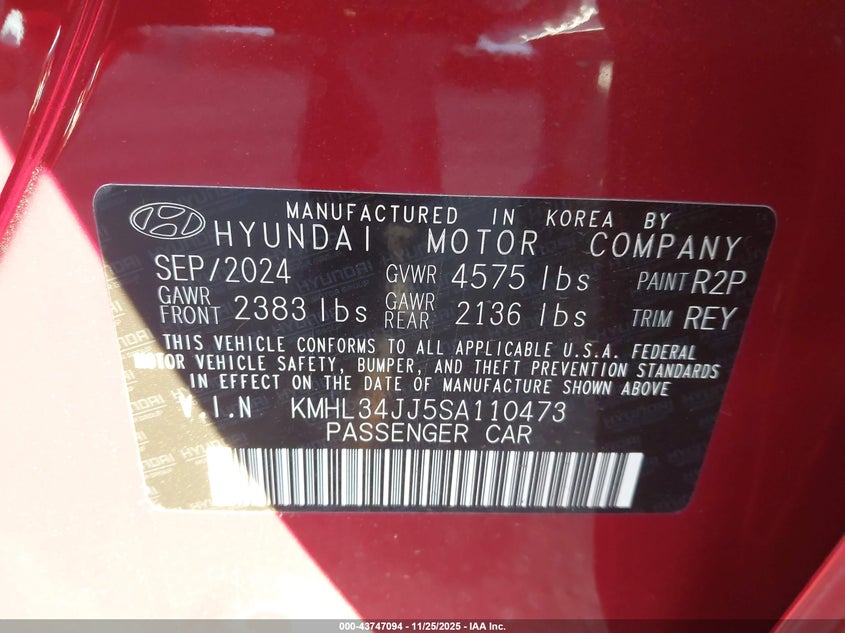 MANUFACTURED IN KOREA BY
HYUNDAI MOTOR COMPANY
SEP/2024 GVWR 4575 lbs PAINT R2P
GAWR FRONT 2383 lbs GAWR REAR 2136 lbs TRIM REY
THIS VEHICLE CONFORMS TO ALL APPLICABLE U.S.A. FEDERAL
MOTOR VEHICLE SAFETY, BUMPER, AND THEFT PREVENTION STANDARDS
IN EFFECT ON THE DATE OF MANUFACTURE SHOWN ABOVE
V.I.N KMHL34JJ5SA110473
PASSENGER CAR
000-43747094 - 11/25/2025 - IAA Inc.